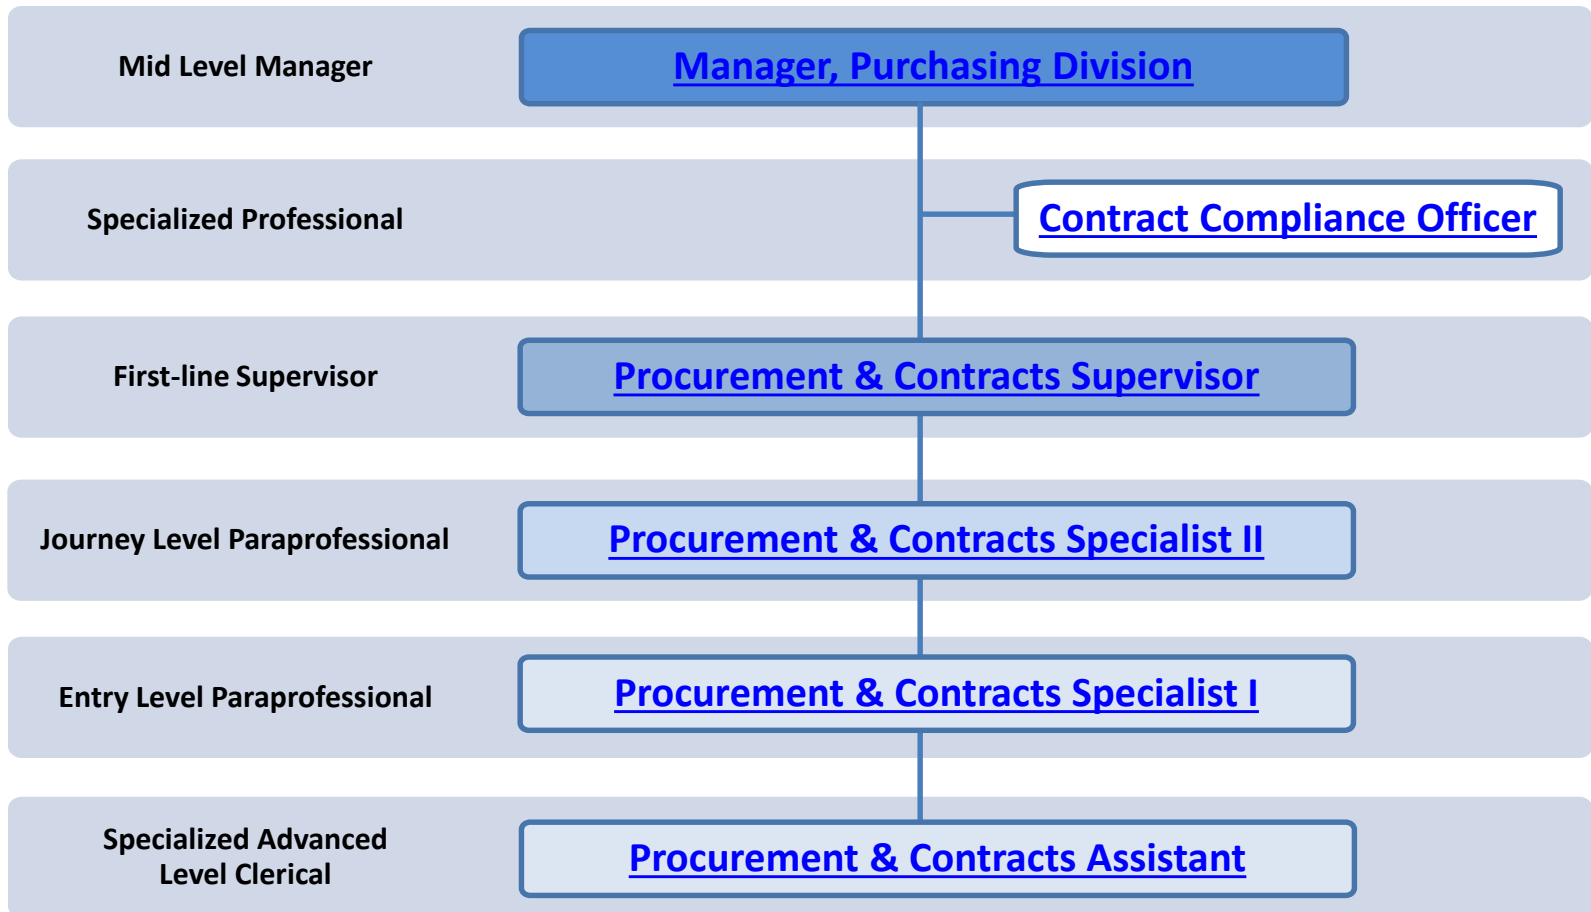 Mid Level Manager
Manager, Purchasing Division
Specialized Professional
Contract Compliance Officer
First-line Supervisor
Procurement & Contracts Supervisor
Journey Level Paraprofessional
Procurement & Contracts Specialist II
Entry Level Paraprofessional
Procurement & Contracts Specialist I
Specialized Advanced
Level Clerical
Procurement & Contracts Assistant